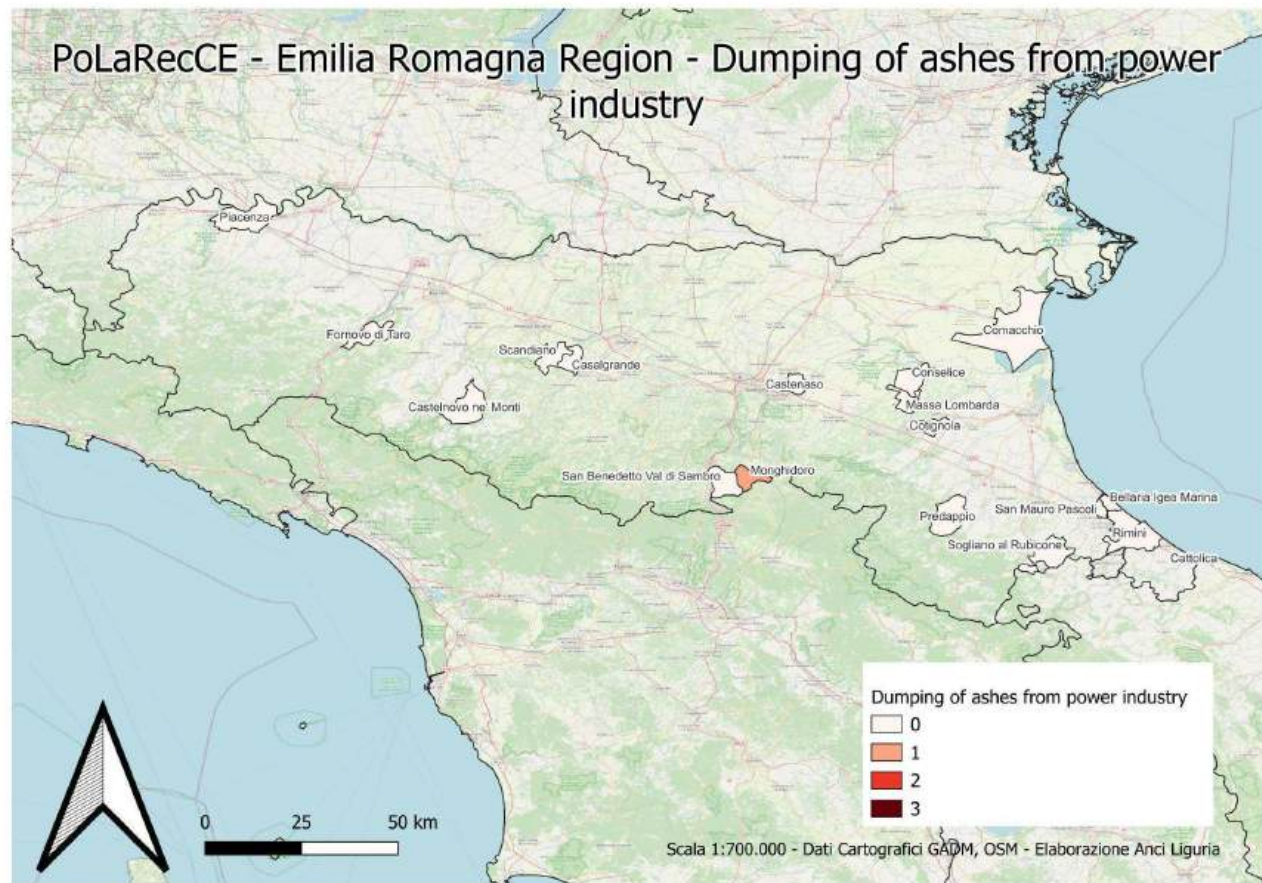 PoLaRecCE - Emilia Romagna Region - Dumping of ashes from power
industry
Piacenza
Comacchio
Fornovo di Taro
Scandiano
Casalgrande
Conselice
Castenaso
Castelnovo ne' Monti
Massa Lombarda
Cotignola
San Benedetto Val di Sambro
Monghidoro
Bellaria Igea Marina
San Mauro Pascoli
Predappio
Rimini
Sogliano al Rubicone
Cattolica
Dumping of ashes from power industry
0
1
2
3
0 25 50 km
Scala 1:700.000 - Dati Cartografici GADM, OSM - Elaborazione Anci Liguria